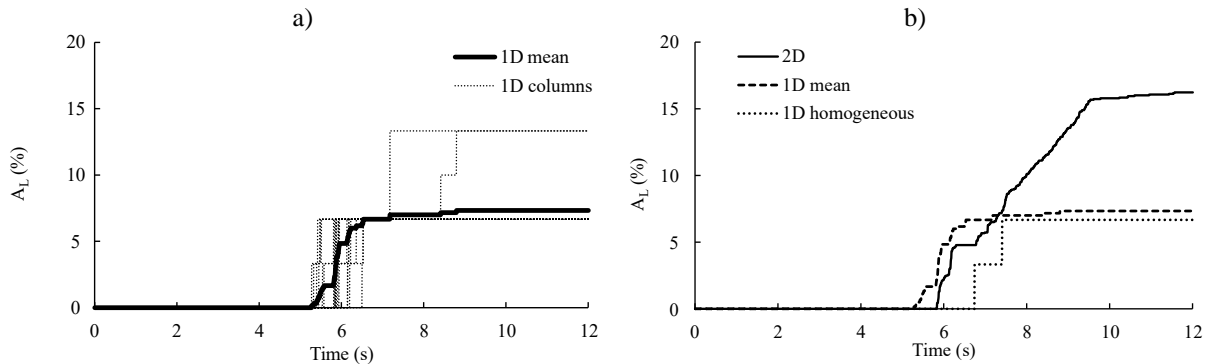 a)
20
15
10
5
0
A_L (%)
1D mean
1D columns
0 2 4 6 8 10 12
Time (s)
b)
20
15
10
5
0
A_L (%)
2D
1D mean
1D homogeneous
0 2 4 6 8 10 12
Time (s)